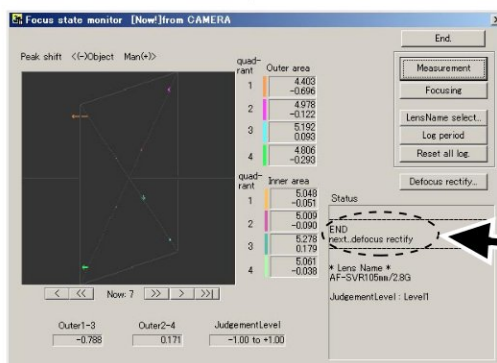 Focus state monitor [Now!]from CAMERA
End.
Peak shift <(-)Object Man(+)>
quad-
rant Outer area
1 4.403
-0.696
2 4.978
-0.122
3 5.192
0.093
4 4.806
-0.293
quad-
rant Inner area
1 5.048
-0.051
2 5.009
-0.090
3 5.278
0.179
4 5.061
-0.038
Measurement
Focusing
LensName select...
Log period
Reset all log.
Defocus rectify...
Status
END
next..defocus rectify
* Lens Name *
AF-SVR105mm/2.8G
JudgementLevel : Level1
< << Now: 7 >> > >>|
Outer1-3 Outer2-4 JudgementLevel
-0.788 0.171 -1.00 to +1.00